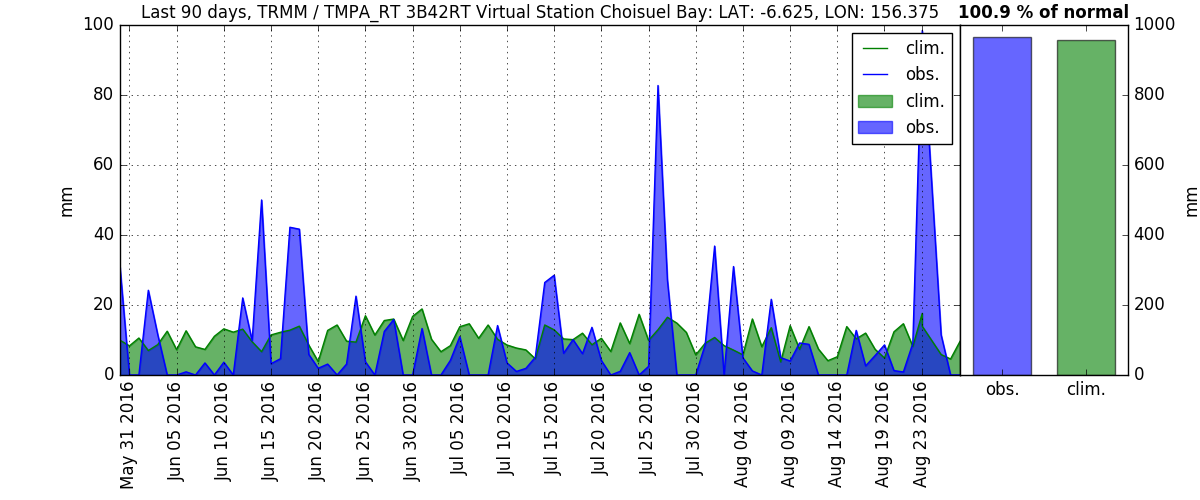 Last 90 days, TRMM / TMPA_RT 3B42RT Virtual Station Choisuel Bay: LAT: -6.625, LON: 156.375
100.9 % of normal
100
80
60
40
20
0
mm
clim.
obs.
clim.
obs.
1000
800
600
400
200
0
mm
obs.
clim.
May 31 2016
Jun 05 2016
Jun 10 2016
Jun 15 2016
Jun 20 2016
Jun 25 2016
Jun 30 2016
Jul 05 2016
Jul 10 2016
Jul 15 2016
Jul 20 2016
Jul 25 2016
Jul 30 2016
Aug 04 2016
Aug 09 2016
Aug 14 2016
Aug 19 2016
Aug 23 2016